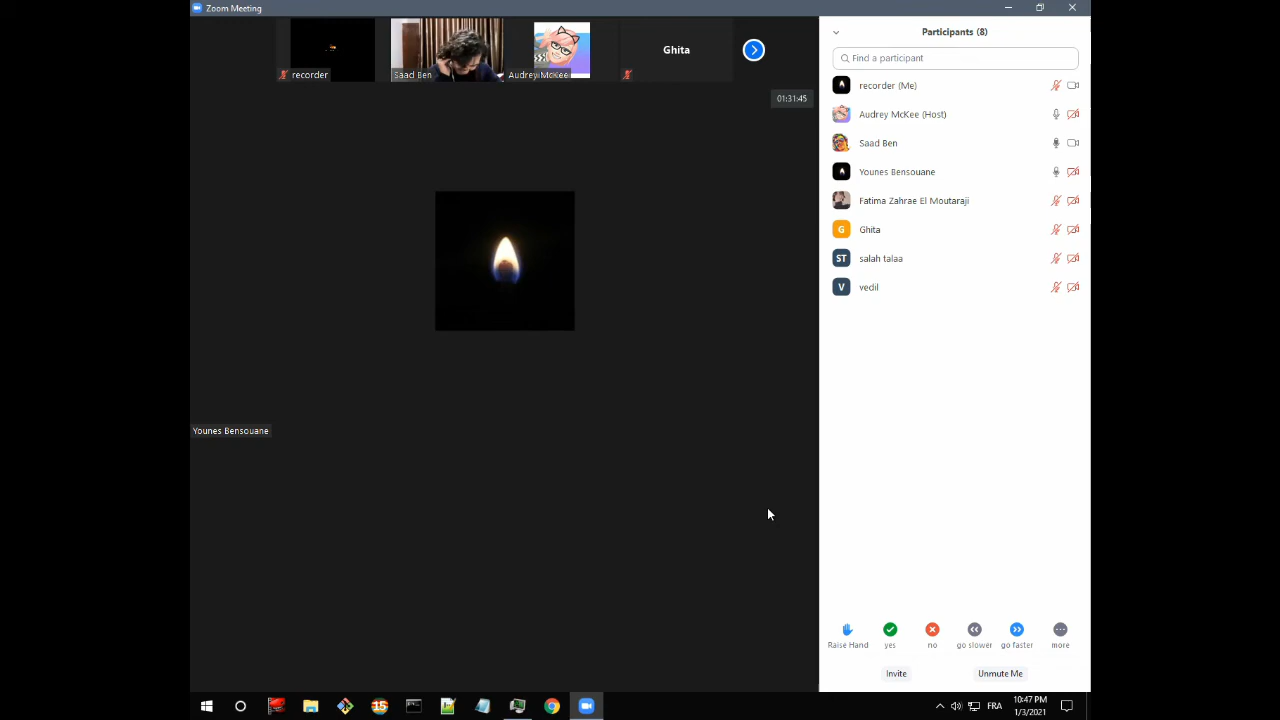 Zoom Meeting
recorder
Saad Ben
Audrey McKee
Ghita
01:31:45
Younes Bensouane
Participants (8)
Find a participant
recorder (Me)
Audrey McKee (Host)
Saad Ben
Younes Bensouane
Fatima Zahrae El Moutaraji
G Ghita
ST salah talaa
V vedil
Raise Hand yes no go slower go faster more
Invite Unmute Me
15
FRA
10:47 PM
1/3/2021